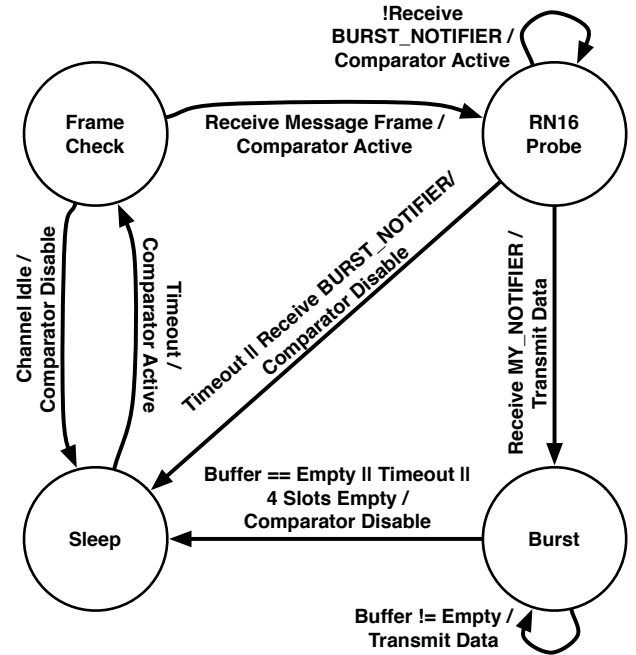 !Receive
BURST_NOTIFIER /
Comparator Active
Frame
Check
Receive Message Frame /
Comparator Active
RN16
Probe
Channel Idle /
Comparator Disable
Timeout /
Comparator Active
Timeout || Receive BURST_NOTIFIER/
Comparator Disable
Receive MY_NOTIFIER /
Transmit Data
Sleep
Buffer == Empty || Timeout ||
4 Slots Empty /
Comparator Disable
Burst
Buffer != Empty /
Transmit Data